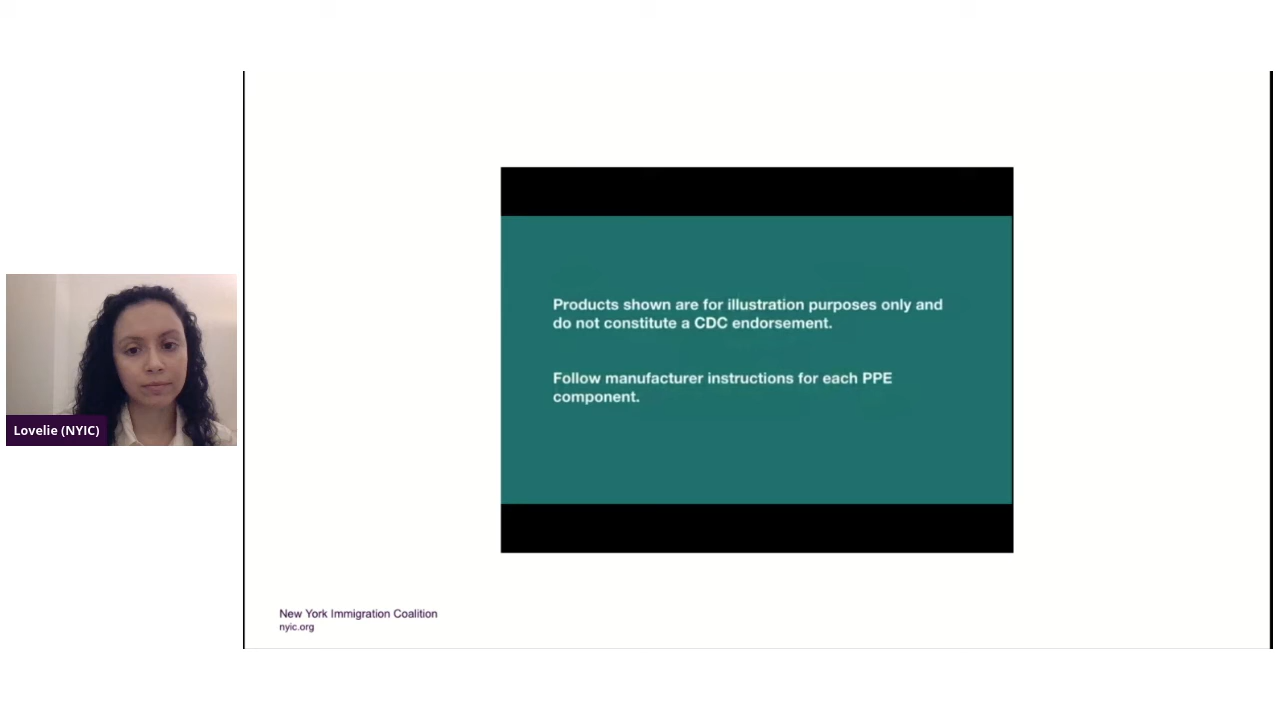 Products shown are for illustration purposes only and
do not constitute a CDC endorsement.
Follow manufacturer instructions for each PPE
component.
Lovelie (NYIC)
New York Immigration Coalition
nyic.org